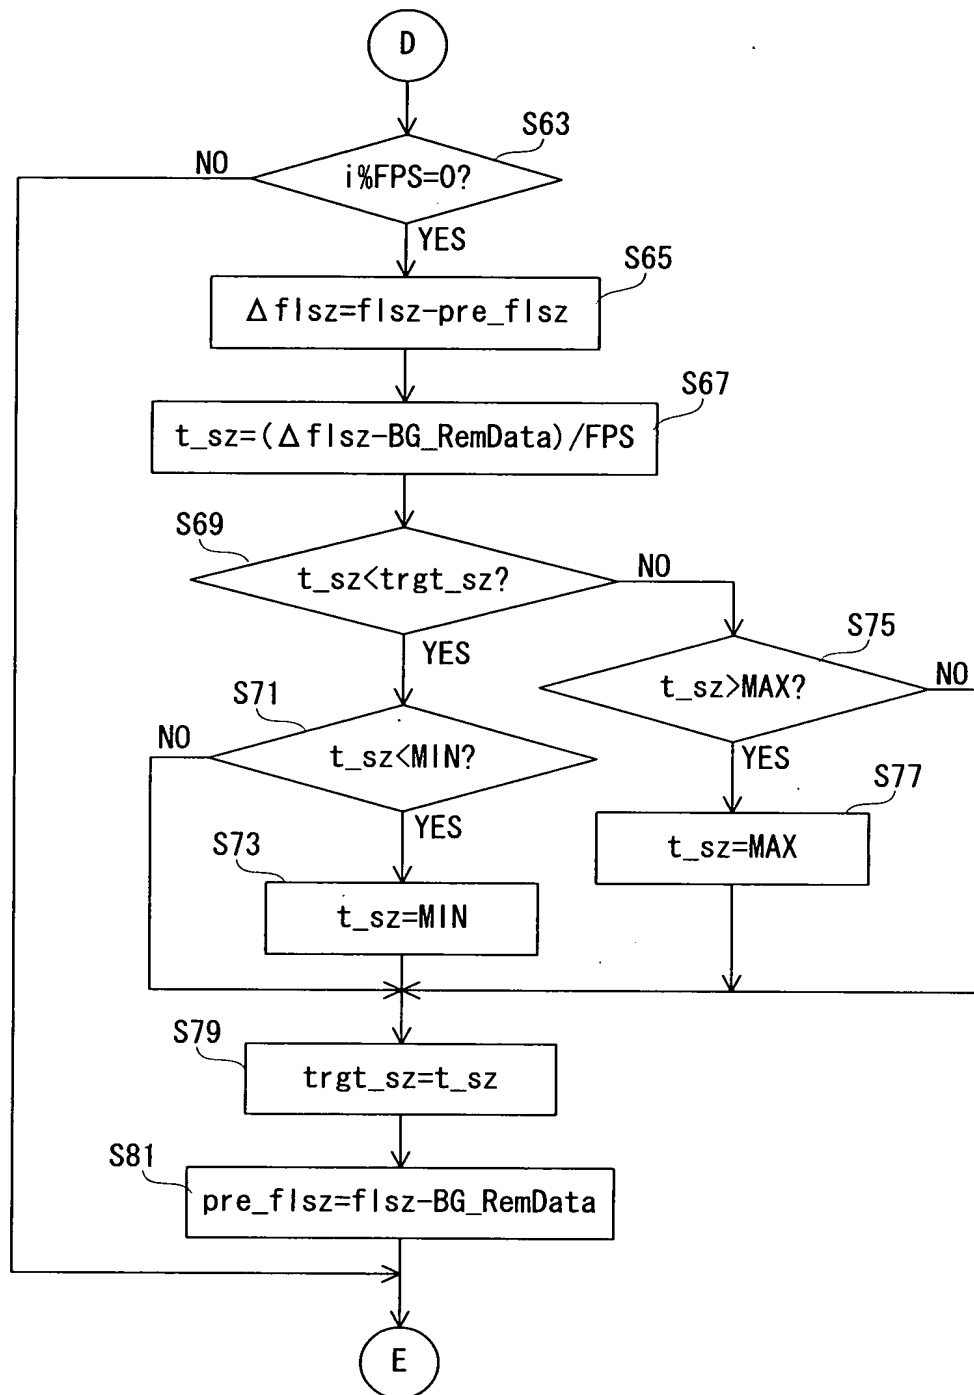 D
S63
NO
i%FPS=0?
YES
S65
Δflsz=flsz-pre_flsz
S67
t_sz=(Δflsz-BG_RemData)/FPS
S69
t_sz<trgt_sz?
NO
YES
S75
t_sz>MAX?
NO
S71
NO
t_sz<MIN?
YES
YES
S77
t_sz=MAX
S73
t_sz=MIN
S79
trgt_sz=t_sz
S81
pre_flsz=flsz-BG_RemData
E